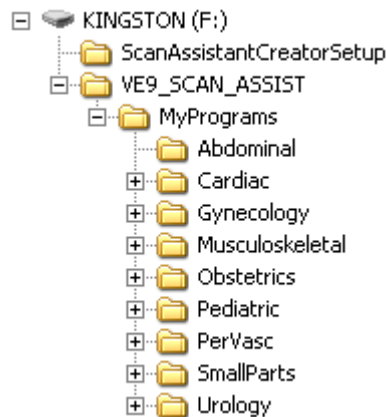 KINGSTON (F:)
ScanAssistantCreatorSetup
VE9_SCAN_ASSIST
MyPrograms
Abdominal
Cardiac
Gynecology
Musculoskeletal
Obstetrics
Pediatric
PerVasc
SmallParts
Urology